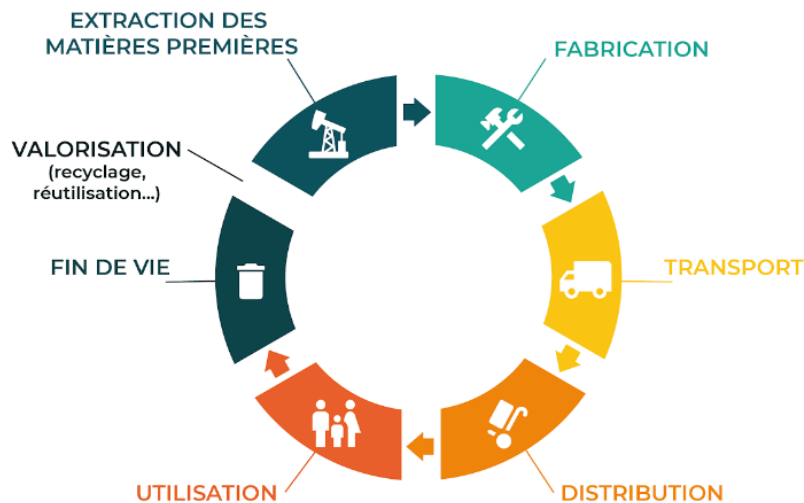 EXTRACTION DES
MATIÈRES PREMIÈRES
FABRICATION
VALORISATION
(recyclage,
réutilisation...)
FIN DE VIE
TRANSPORT
UTILISATION
DISTRIBUTION